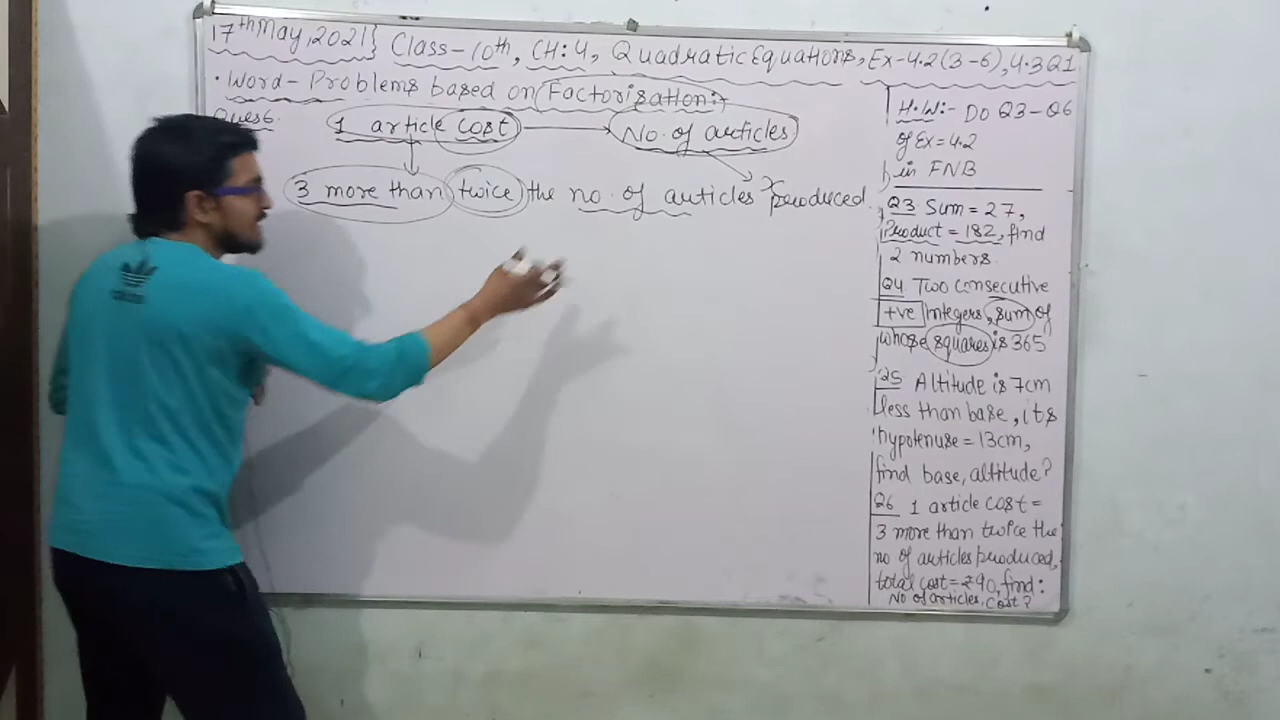 17th May, 2021} Class-10th, CH:4, Quadratic Equations, Ex-4.2(3-6), 4.3Q1
• Word-Problems based on Factorisation:-
Ques6.
1 article cost → No. of articles
3 more than twice the no. of articles produced.
H.W:- Do Q3-Q6
of Ex=4.2
in FNB
Q3 Sum = 27,
Product = 182, find
2 numbers.
Q4 Two consecutive
+ve Integers, sum of
whose squares is 365
Q5 Altitude is 7cm
less than base, its
hypotenuse = 13cm,
find base, altitude?
Q6 1 article cost =
3 more than twice the
no of articles produced,
total cost = ₹90, find:
No of articles, cost?
adidas